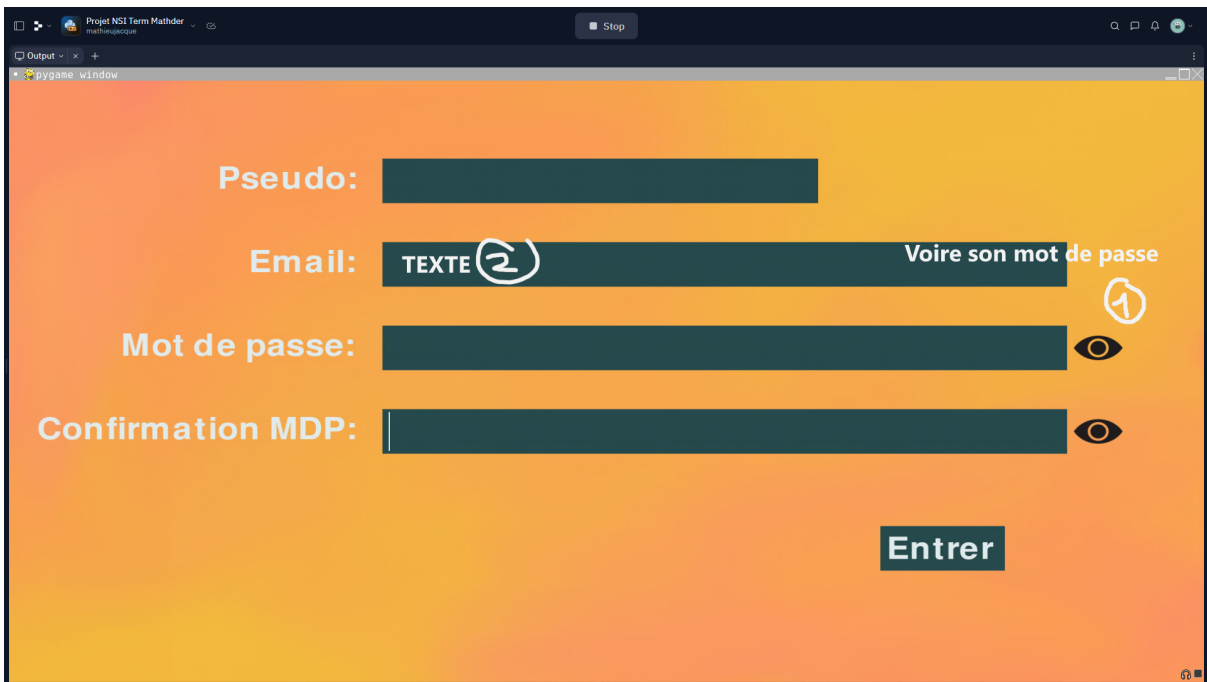 Projet NSI Term Mathder
mathieujacque
Stop
Output
pygame window
Pseudo:
Email:
TEXTE 2
Voire son mot de passe
1
Mot de passe:
Confirmation MDP:
Entrer